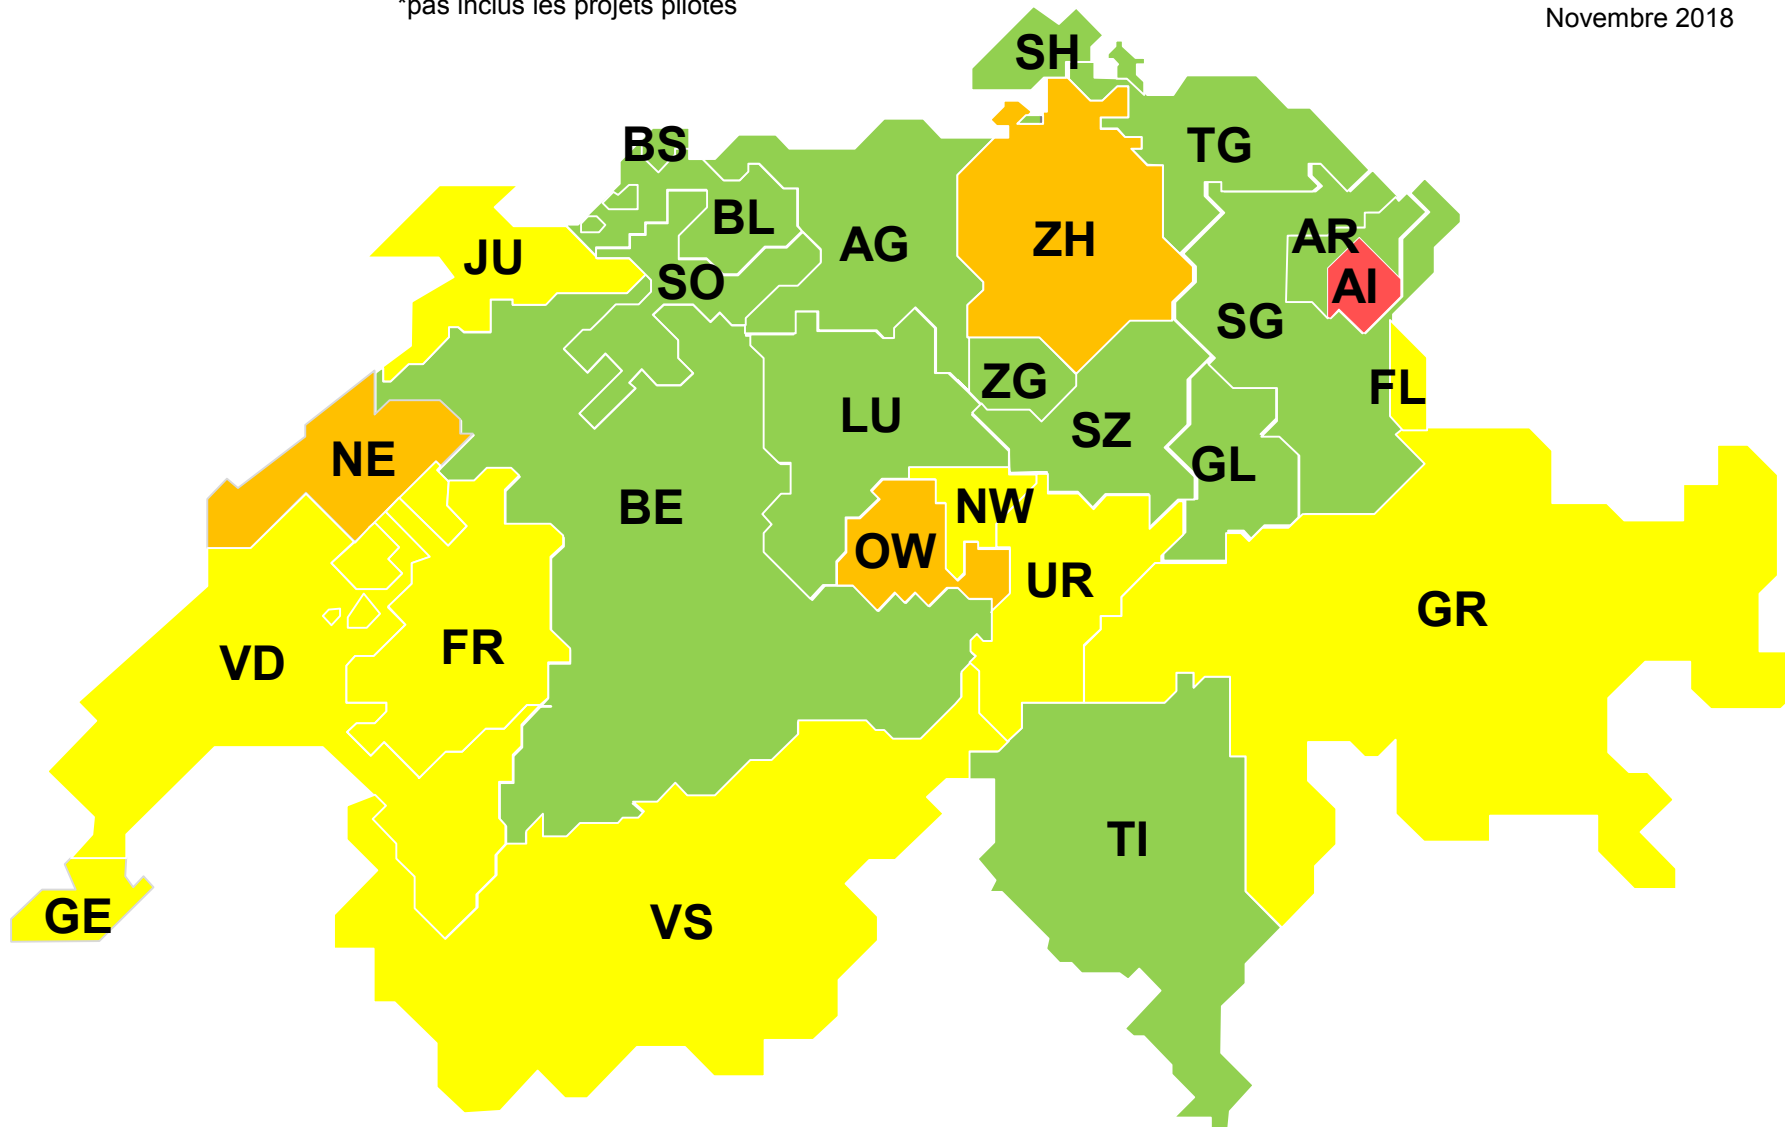 *pas inclus les projets pilotes
Novembre 2018
SH
BS
TG
BL
JU
AG
ZH
AR
SO
AI
SG
ZG
FL
LU
SZ
NE
GL
BE
NW
OW
UR
GR
FR
VD
TI
GE
VS